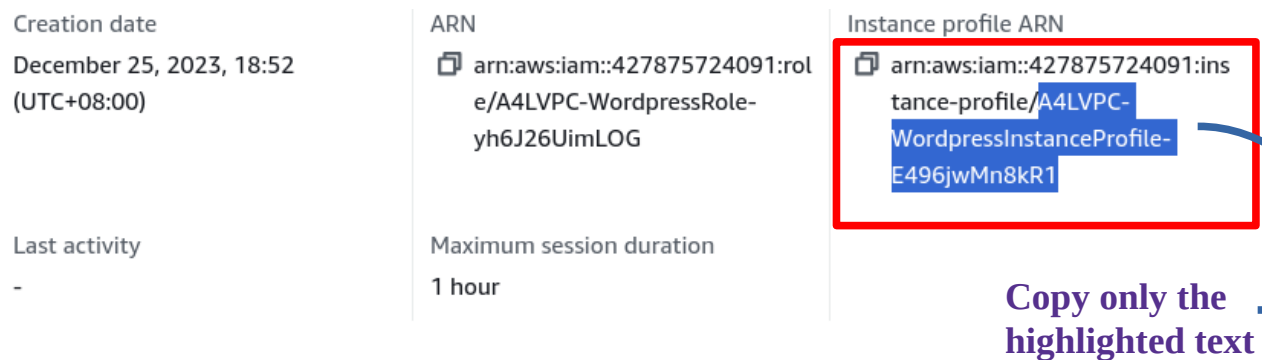 Creation date
December 25, 2023, 18:52
(UTC+08:00)
ARN
arn:aws:iam::427875724091:rol
e/A4LVPC-WordpressRole-
yh6J26UimLOG
Instance profile ARN
arn:aws:iam::427875724091:ins
tance-profile/A4LVPC-
WordpressInstanceProfile-
E496jwMn8kR1
Last activity
-
Maximum session duration
1 hour
Copy only the
highlighted text